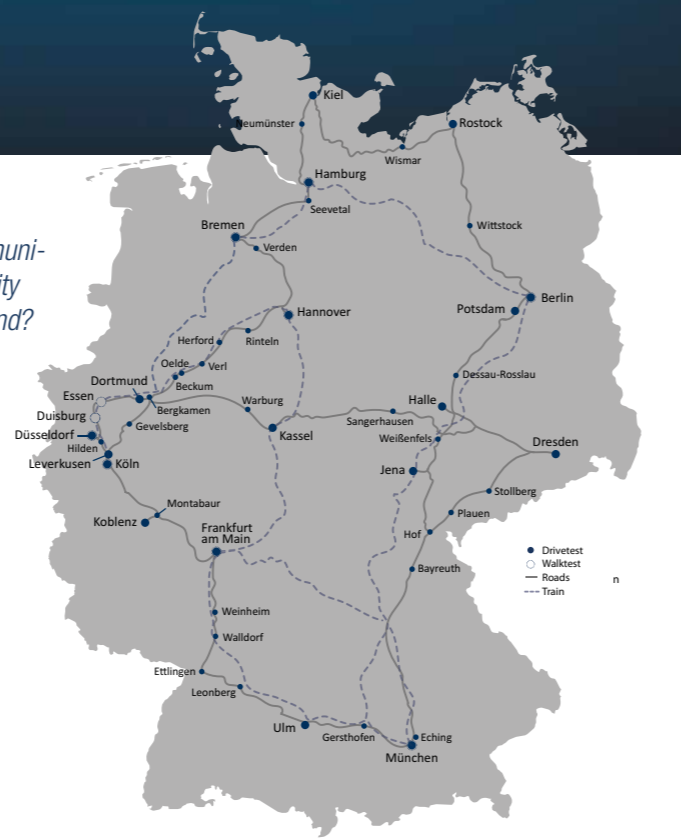 Kiel
Neumünster
Rostock
Wismar
Hamburg
Seevetal
Wittstock
muni-
ity
nd?
Bremen
Verden
Berlin
Potsdam
Hannover
Herford
Rinteln
Oelde
Verl
Dortmund
Beckum
Dessau-Rosslau
Essen
Bergkamen
Warburg
Halle
Duisburg
Gevelsberg
Sangerhausen
Düsseldorf
Kassel
Weißenfels
Dresden
Hilden
Leverkusen
Köln
Jena
Stollberg
Montabaur
Plauen
Koblenz
Frankfurt
am Main
Hof
Drivetest
Walktest
Roads
n
Train
Bayreuth
Weinheim
Walldorf
Ettlingen
Leonberg
Ulm
Gersthofen
Eching
München